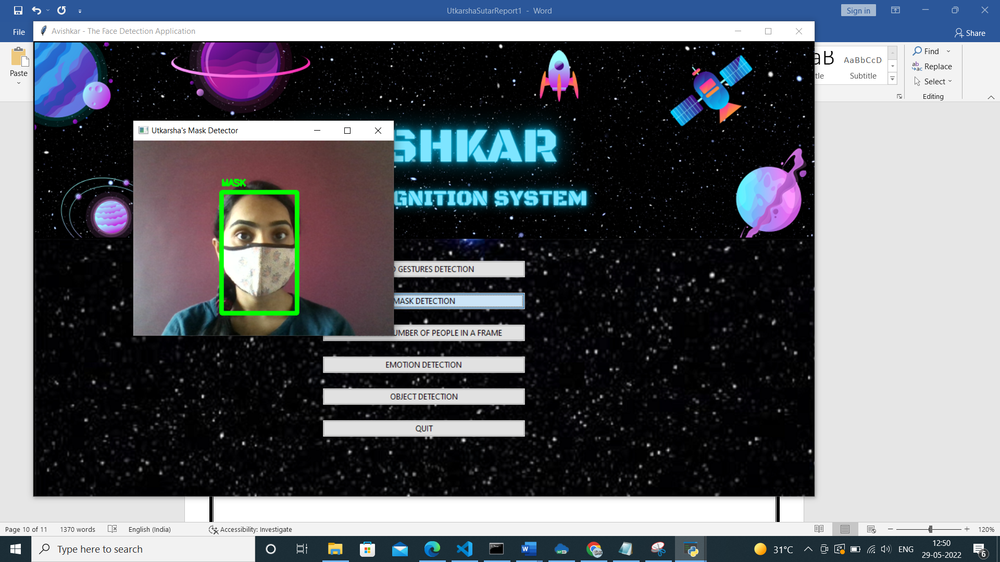 UtkarshaSutarReport1 - Word
Sign in
File
Share
Avishkar - The Face Detection Application
Paste
Find
Replace
Select
Editing
aB
AaBbCcD
tle
Subtitle
Utkarsha's Mask Detector
MASK
SHKAR
GNITION SYSTEM
GESTURES DETECTION
MASK DETECTION
UMBER OF PEOPLE IN A FRAME
EMOTION DETECTION
OBJECT DETECTION
QUIT
Page 10 of 11
1370 words
English (India)
Accessibility: Investigate
120%
Type here to search
31°C
ENG
12:50
29-05-2022
6